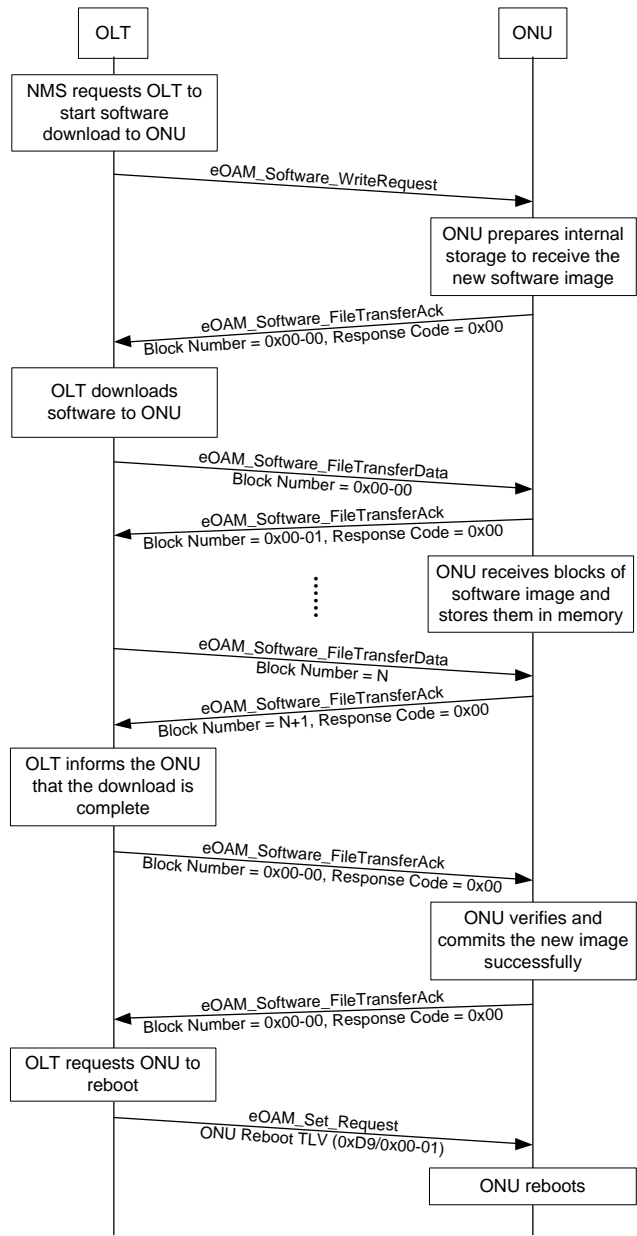 OLT
ONU
NMS requests OLT to
start software
download to ONU
eOAM_Software_WriteRequest
ONU prepares internal
storage to receive the
new software image
eOAM_Software_FileTransferAck
Block Number = 0x00-00, Response Code = 0x00
OLT downloads
software to ONU
eOAM_Software_FileTransferData
Block Number = 0x00-00
eOAM_Software_FileTransferAck
Block Number = 0x00-01, Response Code = 0x00
ONU receives blocks of
software image and
stores them in memory
eOAM_Software_FileTransferData
Block Number = N
eOAM_Software_FileTransferAck
Block Number = N+1, Response Code = 0x00
OLT informs the ONU
that the download is
complete
eOAM_Software_FileTransferAck
Block Number = 0x00-00, Response Code = 0x00
ONU verifies and
commits the new image
successfully
eOAM_Software_FileTransferAck
Block Number = 0x00-00, Response Code = 0x00
OLT requests ONU to
reboot
eOAM_Set_Request
ONU Reboot TLV (0xD9/0x00-01)
ONU reboots